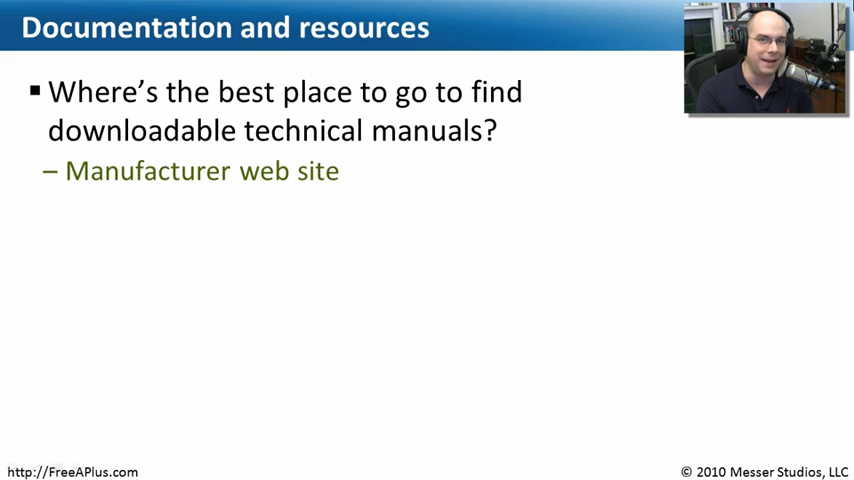 Documentation and resources
▪ Where's the best place to go to find
downloadable technical manuals?
– Manufacturer web site
http://FreeAPlus.com
© 2010 Messer Studios, LLC